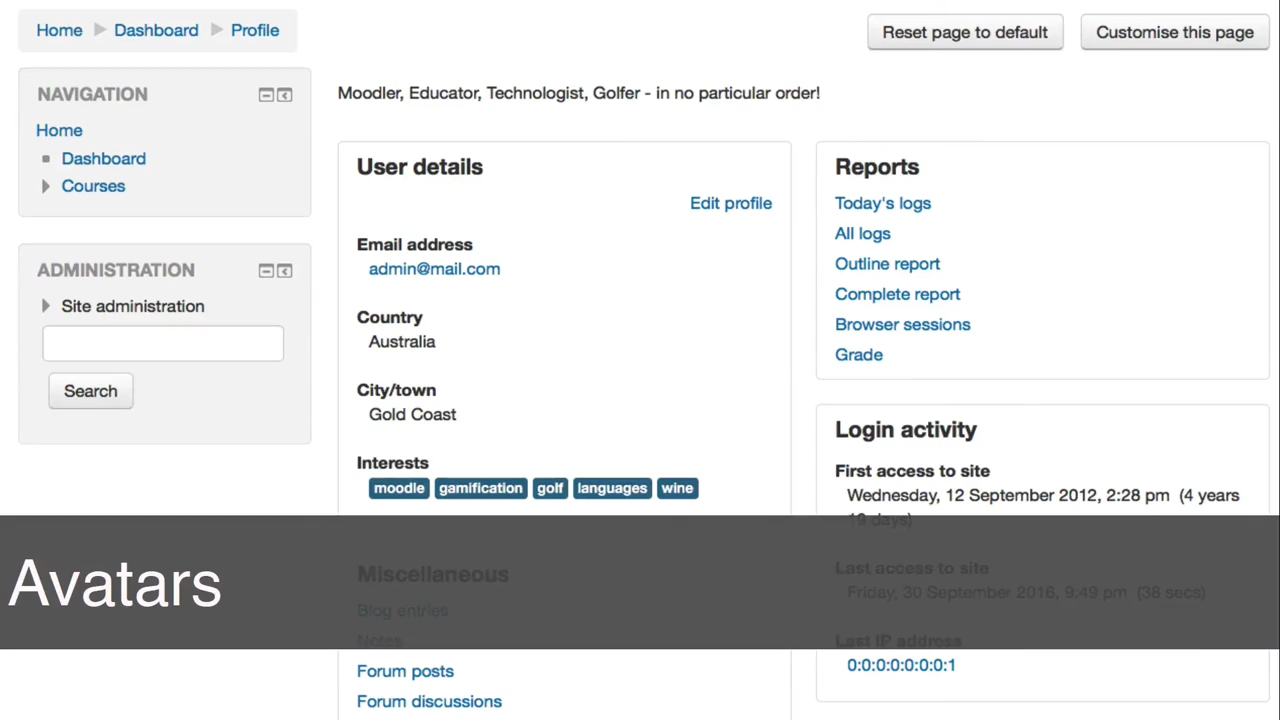 Home Dashboard Profile
Reset page to default Customise this page
NAVIGATION
Home
Dashboard
Courses
ADMINISTRATION
Site administration
Search
Moodler, Educator, Technologist, Golfer - in no particular order!
User details
Edit profile
Email address
admin@mail.com
Country
Australia
City/town
Gold Coast
Interests
moodle gamification golf languages wine
Miscellaneous
Blog entries
Notes
Forum posts
Forum discussions
Reports
Today's logs
All logs
Outline report
Complete report
Browser sessions
Grade
Login activity
First access to site
Wednesday, 12 September 2012, 2:28 pm (4 years
19 days)
Last access to site
Friday, 30 September 2016, 9:49 pm (38 secs)
Last IP address
0:0:0:0:0:0:0:1
Avatars